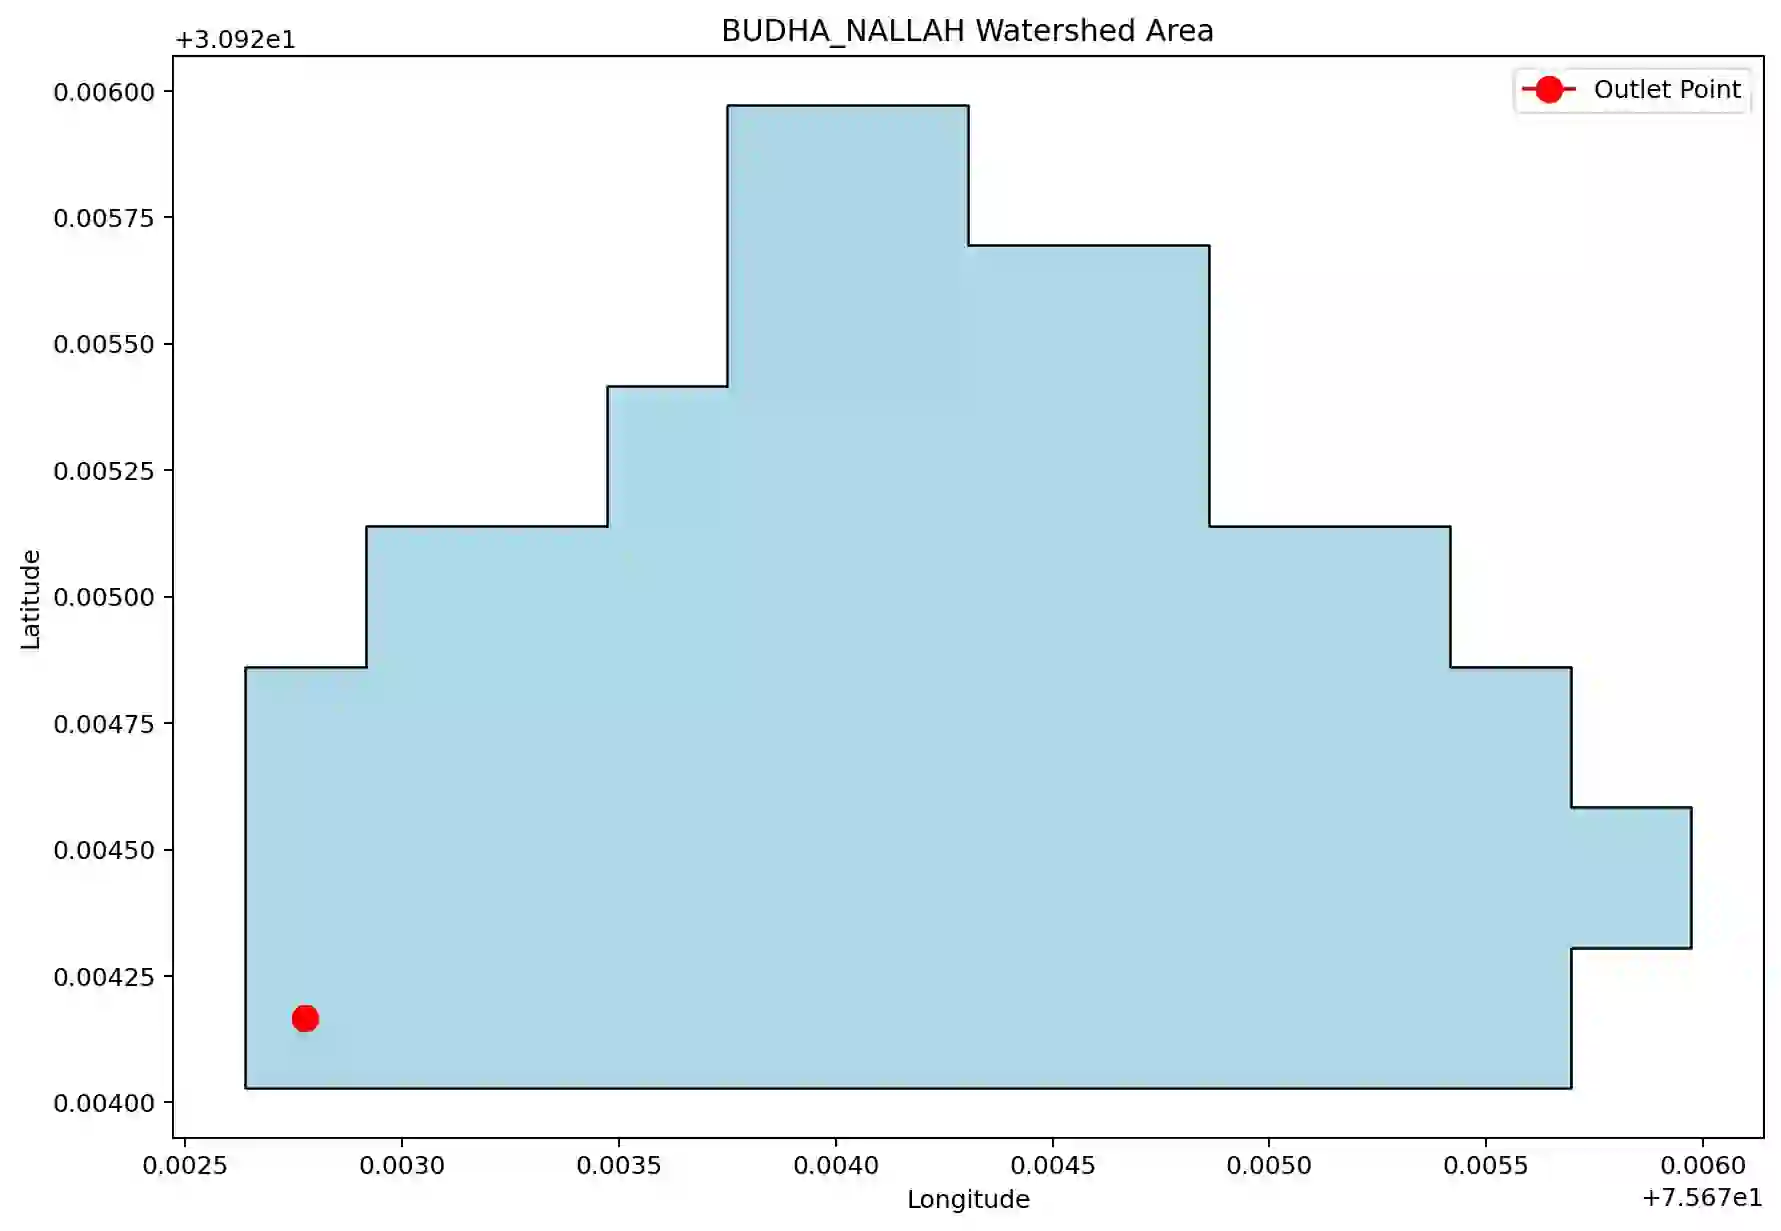 BUDHA_NALLAH Watershed Area
+3.092e1
Outlet Point
0.00600
0.00575
0.00550
0.00525
0.00500
0.00475
0.00450
0.00425
0.00400
Latitude
0.0025 0.0030 0.0035 0.0040 0.0045 0.0050 0.0055 0.0060
Longitude
+7.567e1